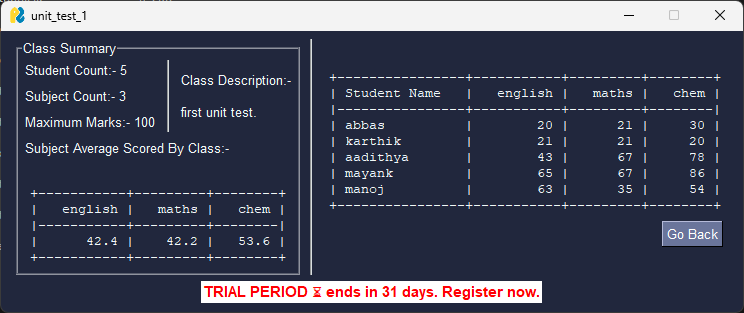 unit_test_1
Class Summary
Student Count:- 5
Subject Count:- 3
Maximum Marks:- 100
Class Description:-
first unit test.
Subject Average Scored By Class:-
+-----------+---------+--------+
|   english |   maths |   chem |
|-----------+---------+--------|
|      42.4 |    42.2 |   53.6 |
+-----------+---------+--------+
+----------------+-----------+---------+--------+
| Student Name   |   english |   maths |   chem |
|----------------+-----------+---------+--------|
| abbas          |        20 |      21 |     30 |
| karthik        |        21 |      21 |     20 |
| aadithya       |        43 |      67 |     78 |
| mayank         |        65 |      67 |     86 |
| manoj          |        63 |      35 |     54 |
+----------------+-----------+---------+--------+
Go Back
TRIAL PERIOD ⏳ ends in 31 days. Register now.